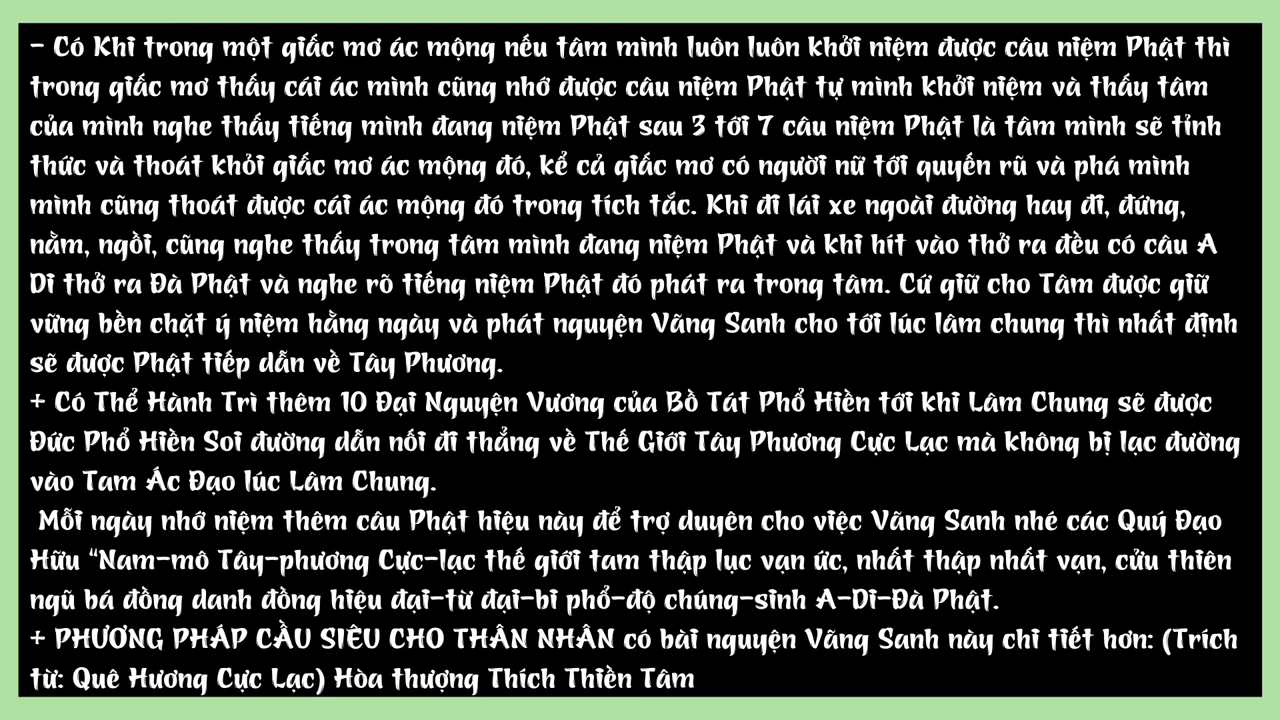 - Có Khi trong một giấc mơ ác mộng nếu tâm mình luôn luôn khởi niệm được câu niệm Phật thì
trong giấc mơ thấy cái ác mình cũng nhớ được câu niệm Phật tự mình khởi niệm và thấy tâm
của mình nghe thấy tiếng mình đang niệm Phật sau 3 tới 7 câu niệm Phật là tâm mình sẽ tỉnh
thức và thoát khỏi giấc mơ ác mộng đó, kể cả giấc mơ có người nữ tới quyến rũ và phá mình
mình cũng thoát được cái ác mộng đó trong tích tắc. Khi đi lái xe ngoài đường hay đi, đứng,
nằm, ngồi, cũng nghe thấy trong tâm mình đang niệm Phật và khi hít vào thở ra đều có câu A
Di thở ra Đà Phật và nghe rõ tiếng niệm Phật đó phát ra trong tâm. Cứ giữ cho Tâm được giữ
vững bền chặt ý niệm hằng ngày và phát nguyện Vãng Sanh cho tới lúc lâm chung thì nhất định
sẽ được Phật tiếp dẫn về Tây Phương.
+ Có Thể Hành Trì thêm 10 Đại Nguyện Vương của Bồ Tát Phổ Hiền tới khi Lâm Chung sẽ được
Đức Phổ Hiền Soi đường dẫn nối đi thẳng về Thế Giới Tây Phương Cực Lạc mà không bị lạc đường
vào Tam Ác Đạo lúc Lâm Chung.
Mỗi ngày nhớ niệm thêm câu Phật hiệu này để trợ duyên cho việc Vãng Sanh nhé các Quý Đạo
Hữu "Nam-mô Tây-phương Cực-lạc thế giới tam thập lục vạn ức, nhất thập nhất vạn, cửu thiên
ngũ bá đồng danh đồng hiệu đại-từ đại-bi phổ-độ chúng-sinh A-Di-Đà Phật.
+ PHƯƠNG PHÁP CẦU SIÊU CHO THÂN NHÂN có bài nguyện Vãng Sanh này chi tiết hơn: (Trích
từ: Quê Hương Cực Lạc) Hòa thượng Thích Thiền Tâm